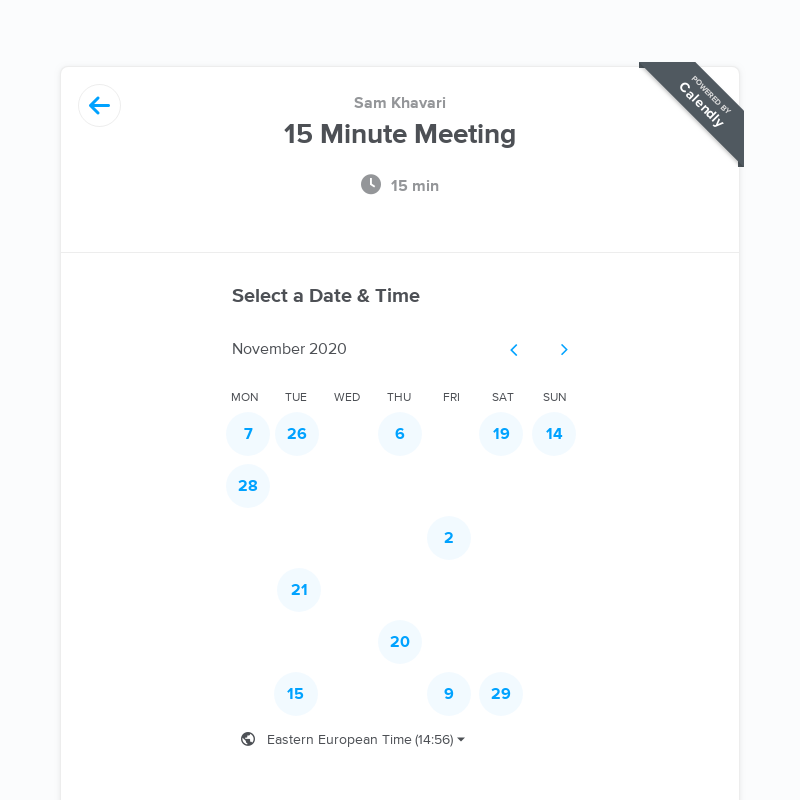 POWERED BY
Calendly
Sam Khavari
15 Minute Meeting
15 min
Select a Date & Time
November 2020
MON TUE WED THU FRI SAT SUN
7 26 6 19 14
28
2
21
20
15 9 29
Eastern European Time (14:56)